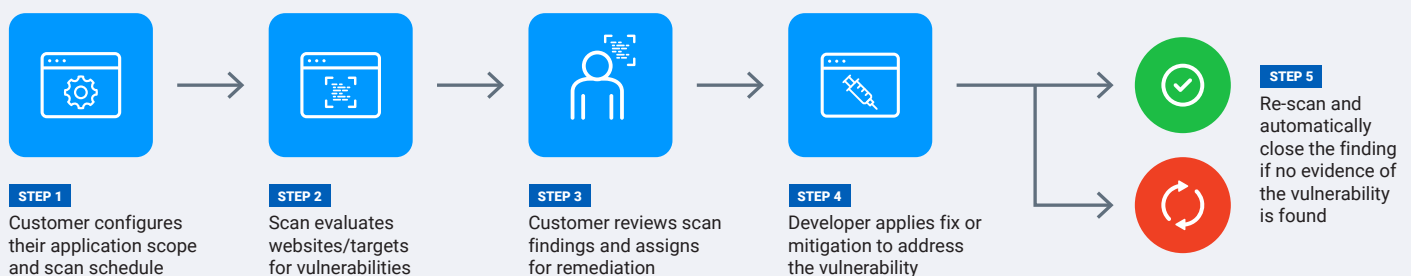 STEP 1
Customer configures
their application scope
and scan schedule
STEP 2
Scan evaluates
websites/targets
for vulnerabilities
STEP 3
Customer reviews scan
findings and assigns
for remediation
STEP 4
Developer applies fix or
mitigation to address
the vulnerability
STEP 5
Re-scan and
automatically
close the finding
if no evidence of
the vulnerability
is found